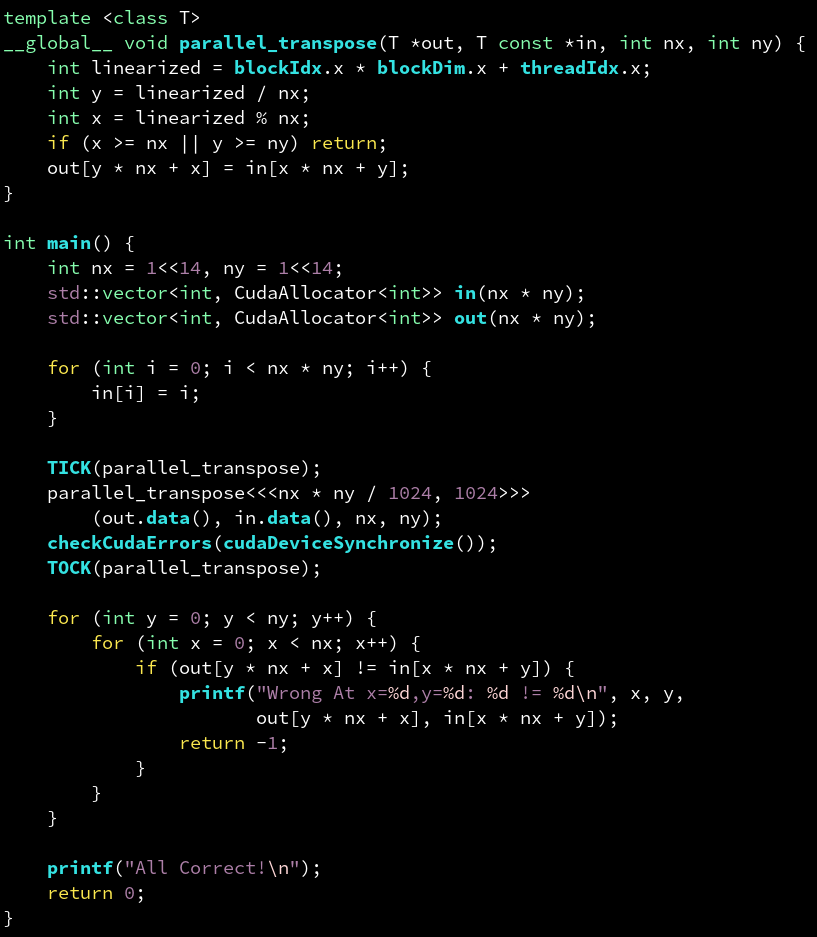 template <class T>
__global__ void parallel_transpose(T *out, T const *in, int nx, int ny) {
    int linearized = blockIdx.x * blockDim.x + threadIdx.x;
    int y = linearized / nx;
    int x = linearized % nx;
    if (x >= nx || y >= ny) return;
    out[y * nx + x] = in[x * nx + y];
}

int main() {
    int nx = 1<<14, ny = 1<<14;
    std::vector<int, CudaAllocator<int>> in(nx * ny);
    std::vector<int, CudaAllocator<int>> out(nx * ny);

    for (int i = 0; i < nx * ny; i++) {
        in[i] = i;
    }

    TICK(parallel_transpose);
    parallel_transpose<<<nx * ny / 1024, 1024>>>
        (out.data(), in.data(), nx, ny);
    checkCudaErrors(cudaDeviceSynchronize());
    TOCK(parallel_transpose);

    for (int y = 0; y < ny; y++) {
        for (int x = 0; x < nx; x++) {
            if (out[y * nx + x] != in[x * nx + y]) {
                printf("Wrong At x=%d,y=%d: %d != %d\n", x, y,
                       out[y * nx + x], in[x * nx + y]);
                return -1;
            }
        }
    }

    printf("All Correct!\n");
    return 0;
}